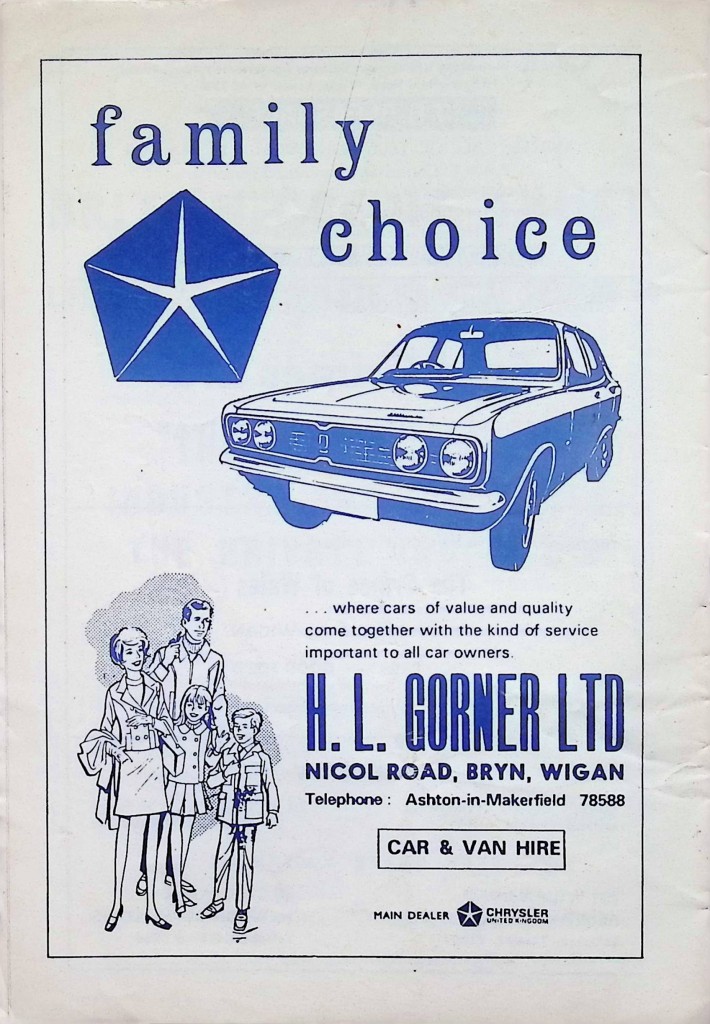 family
choice
... where cars of value and quality
come together with the kind of service
important to all car owners.
H. L. GORNER LTD
NICOL ROAD, BRYN, WIGAN
Telephone : Ashton-in-Makerfield 78588
CAR & VAN HIRE
MAIN DEALER CHRYSLER
UNITED KINGDOM